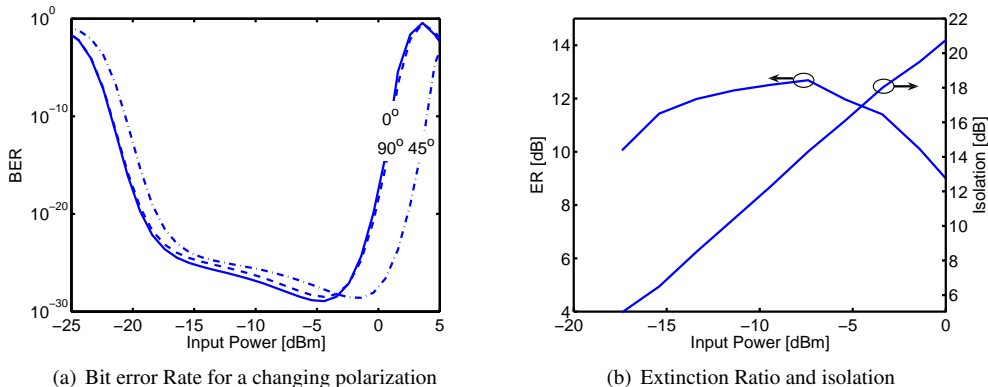 10^0
10^-10
10^-20
10^-30
BER
0°
90° 45°
-25 -20 -15 -10 -5 0 5
Input Power [dBm]
(a) Bit error Rate for a changing polarization
14
12
10
8
6
4
ER [dB]
22
20
18
16
14
12
10
8
6
Isolation [dB]
-20 -15 -10 -5 0
Input Power [dBm]
(b) Extinction Ratio and isolation